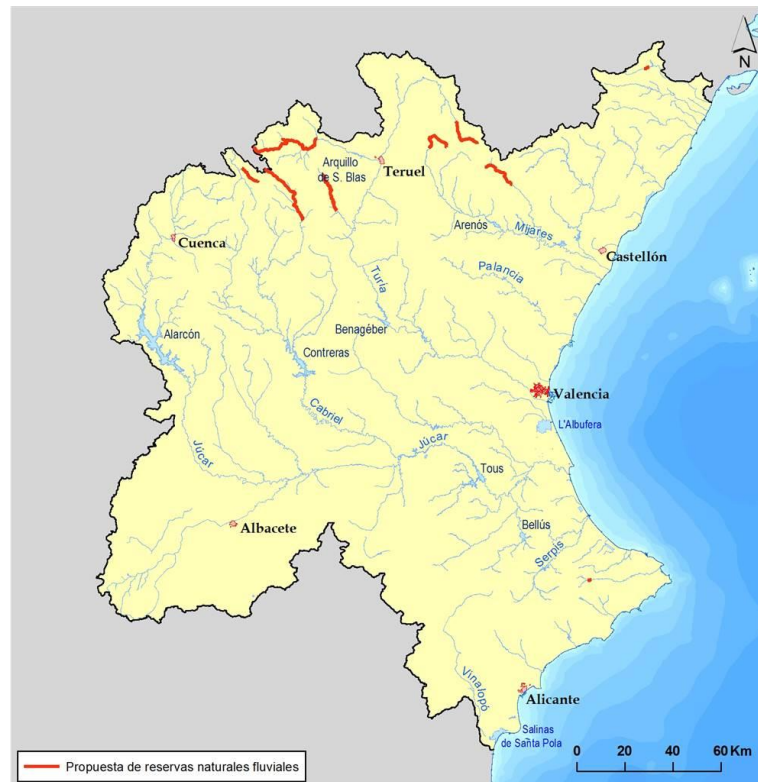 N
Arquillo
de S. Blas
Teruel
Arenós
Mijares
Cuenca
Castellón
Palancia
Turia
Alarcón
Benagéber
Contreras
Valencia
Cabriel
L'Albufera
Júcar
Júcar
Tous
Albacete
Bellús
Serpis
Vinalopó
Alicante
Salinas
de Santa Pola
0 20 40 60 Km
Propuesta de reservas naturales fluviales